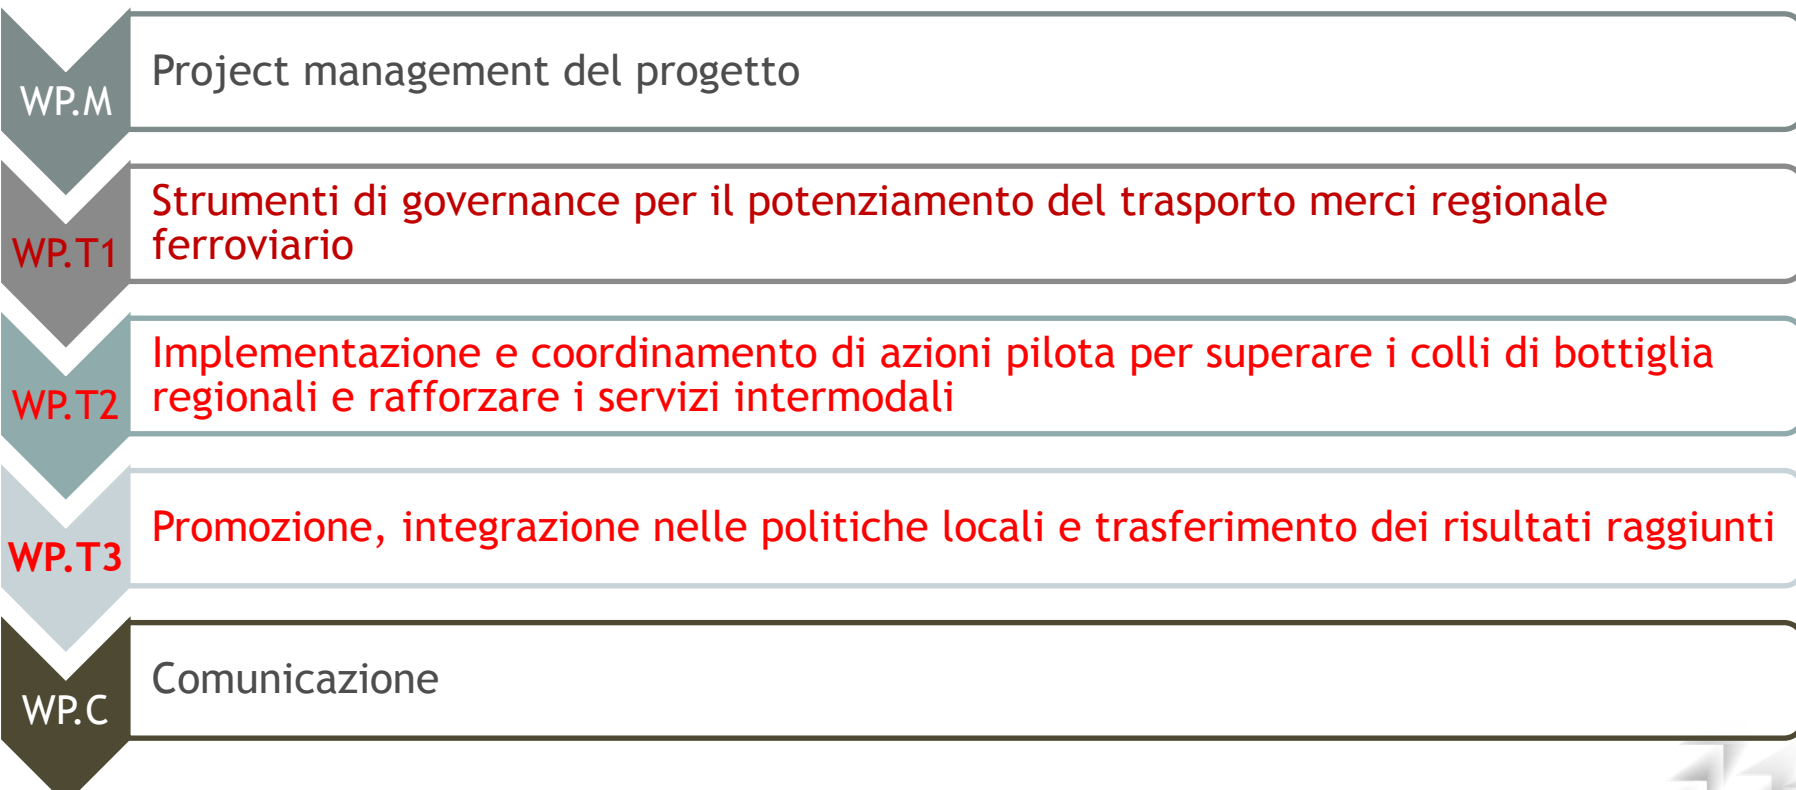 WP.M
Project management del progetto
WP.T1
Strumenti di governance per il potenziamento del trasporto merci regionale
ferroviario
WP.T2
Implementazione e coordinamento di azioni pilota per superare i colli di bottiglia
regionali e rafforzare i servizi intermodali
WP.T3
Promozione, integrazione nelle politiche locali e trasferimento dei risultati raggiunti
WP.C
Comunicazione